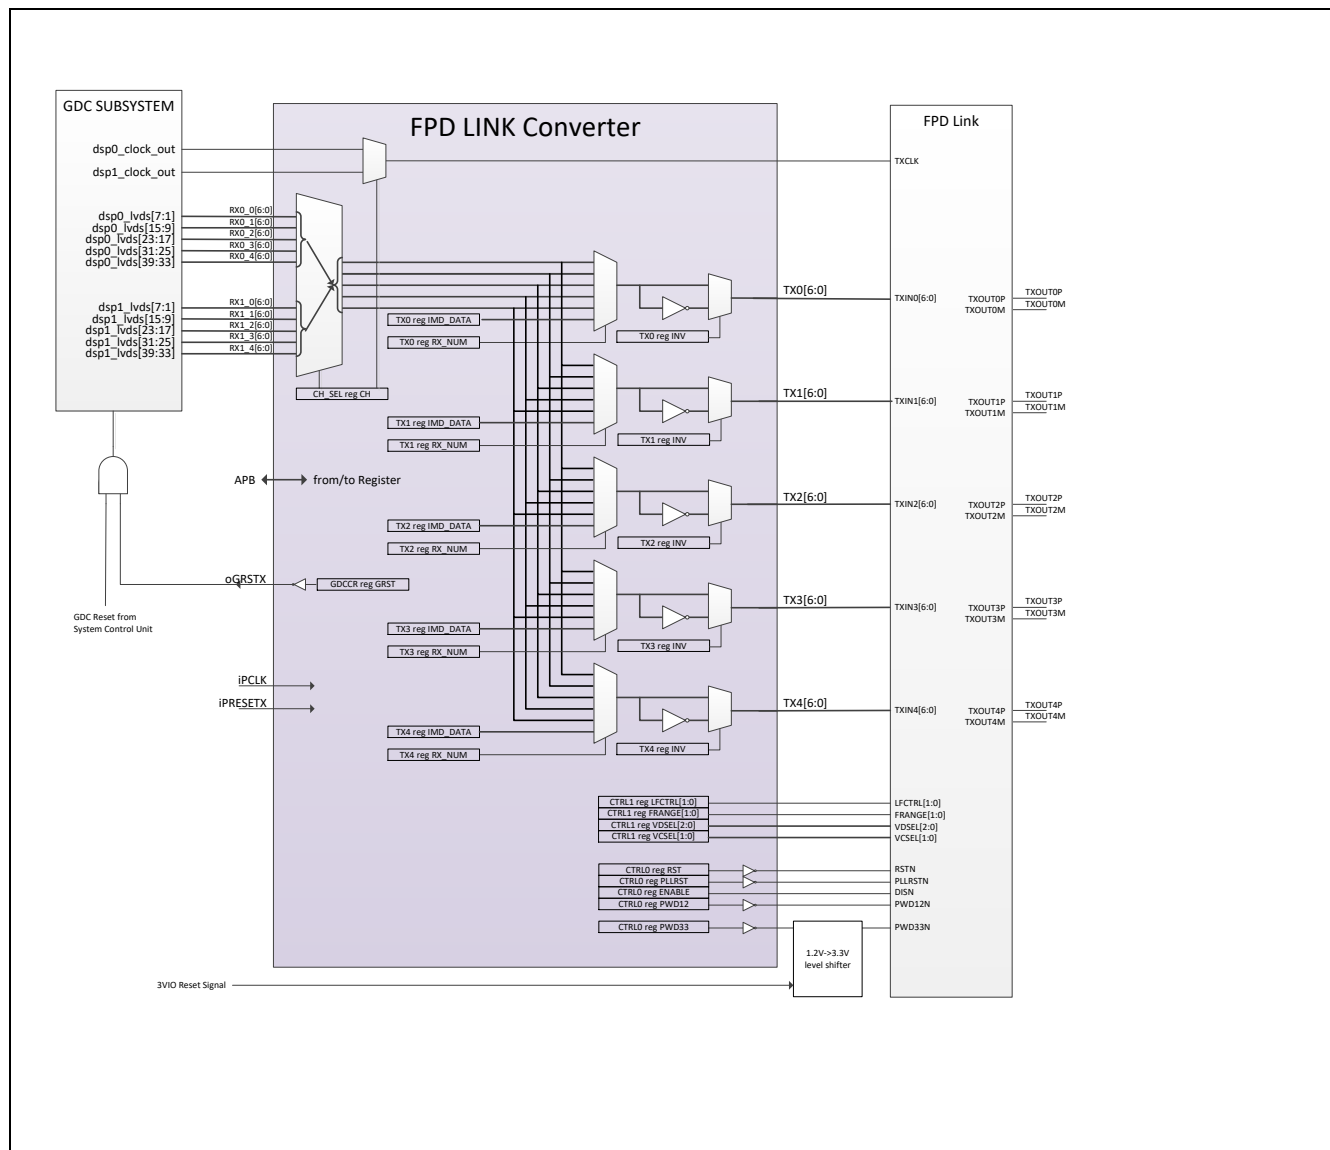 GDC SUBSYSTEM
dsp0_clock_out
dsp1_clock_out
dsp0_lvds[7:1]
dsp0_lvds[15:9]
dsp0_lvds[23:17]
dsp0_lvds[31:25]
dsp0_lvds[39:33]
dsp1_lvds[7:1]
dsp1_lvds[15:9]
dsp1_lvds[23:17]
dsp1_lvds[31:25]
dsp1_lvds[39:33]
RX0_0[6:0]
RX0_1[6:0]
RX0_2[6:0]
RX0_3[6:0]
RX0_4[6:0]
RX1_0[6:0]
RX1_1[6:0]
RX1_2[6:0]
RX1_3[6:0]
RX1_4[6:0]
FPD LINK Converter
CH_SEL reg CH
APB
from/to Register
oGRSTX
GDCCR reg GRST
GDC Reset from
System Control Unit
iPCLK
iPRESETX
TX0 reg IMD_DATA
TX0 reg RX_NUM
TX0 reg INV
TX0[6:0]
TX1 reg IMD_DATA
TX1 reg RX_NUM
TX1 reg INV
TX1[6:0]
TX2 reg IMD_DATA
TX2 reg RX_NUM
TX2 reg INV
TX2[6:0]
TX3 reg IMD_DATA
TX3 reg RX_NUM
TX3 reg INV
TX3[6:0]
TX4 reg IMD_DATA
TX4 reg RX_NUM
TX4 reg INV
TX4[6:0]
CTRL1 reg LFCTRL[1:0]
CTRL1 reg FRANGE[1:0]
CTRL1 reg VDSEL[2:0]
CTRL1 reg VCSEL[1:0]
CTRL0 reg RST
CTRL0 reg PLLRST
CTRL0 reg ENABLE
CTRL0 reg PWD12
CTRL0 reg PWD33
1.2V->3.3V
level shifter
3VIO Reset Signal
FPD Link
TXCLK
TXIN0[6:0]
TXOUT0P
TXOUT0M
TXOUT0P
TXOUT0M
TXIN1[6:0]
TXOUT1P
TXOUT1M
TXOUT1P
TXOUT1M
TXIN2[6:0]
TXOUT2P
TXOUT2M
TXOUT2P
TXOUT2M
TXIN3[6:0]
TXOUT3P
TXOUT3M
TXOUT3P
TXOUT3M
TXIN4[6:0]
TXOUT4P
TXOUT4M
TXOUT4P
TXOUT4M
LFCTRL[1:0]
FRANGE[1:0]
VDSEL[2:0]
VCSEL[1:0]
RSTN
PLLRSTN
DISN
PWD12N
PWD33N